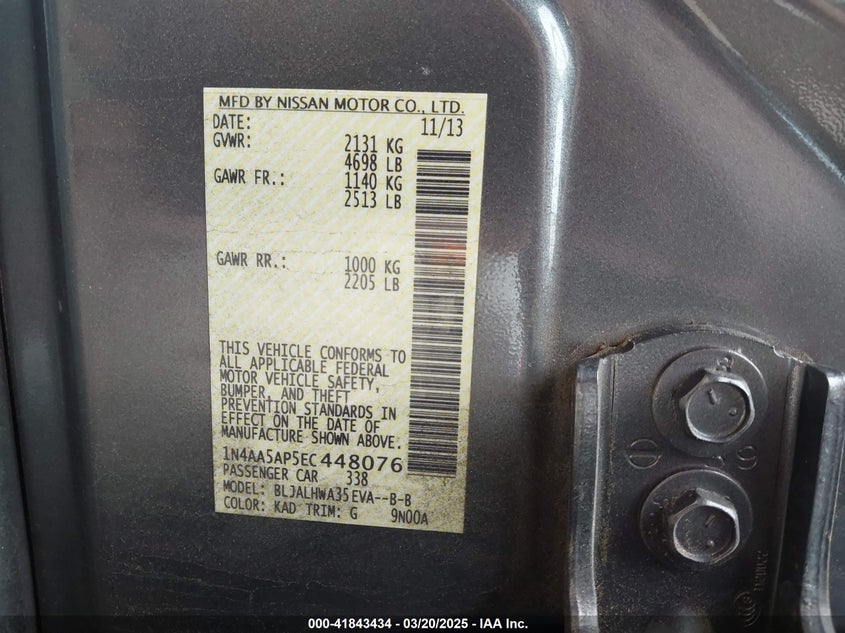 MFD BY NISSAN MOTOR CO., LTD.
DATE: 11/13
GVWR: 2131 KG
4698 LB
GAWR FR.: 1140 KG
2513 LB
GAWR RR.: 1000 KG
2205 LB
THIS VEHICLE CONFORMS TO
ALL APPLICABLE FEDERAL
MOTOR VEHICLE SAFETY,
BUMPER, AND THEFT
PREVENTION STANDARDS IN
EFFECT ON THE DATE OF
MANUFACTURE SHOWN ABOVE.
1N4AA5AP5EC448076
PASSENGER CAR 338
MODEL: BLJALHWA35EVA--B-B
COLOR: KAD TRIM: G 9N00A
000-41843434 / 03/20/2025 - IAA Inc.